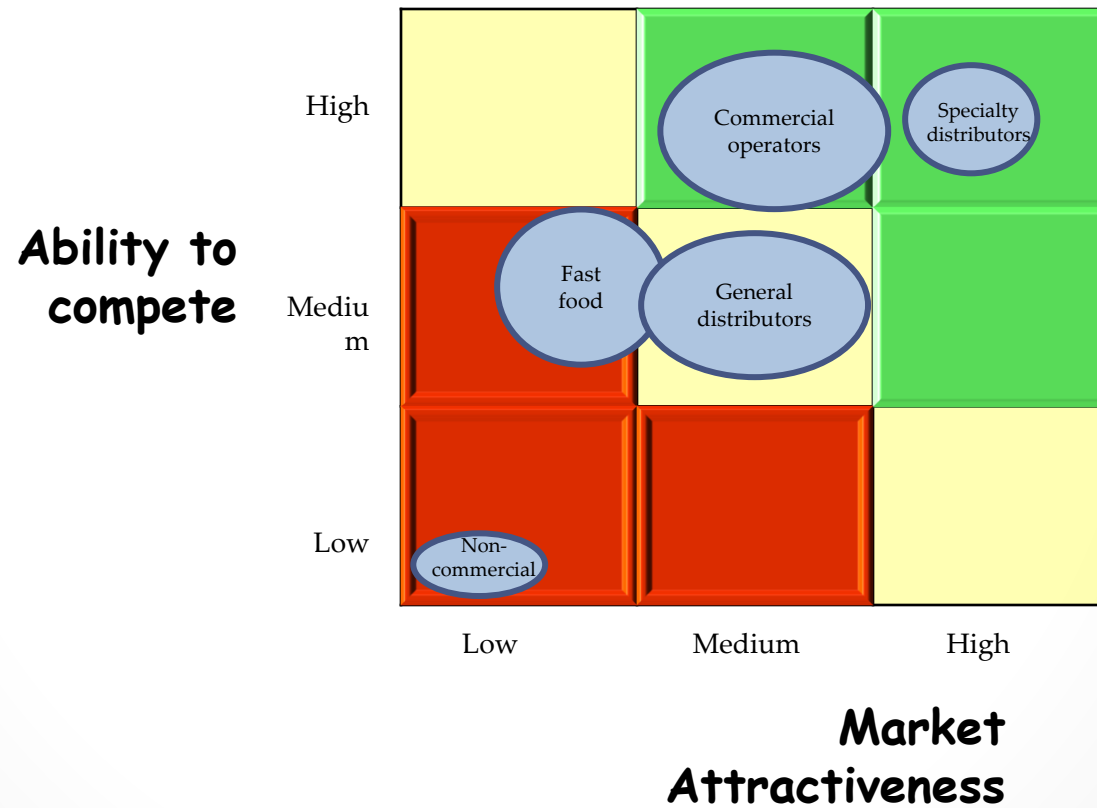 High
Commercial
operators
Specialty
distributors
Ability to
compete
Mediu
m
Fast
food
General
distributors
Low
Non-
commercial
Low
Medium
High
Market
Attractiveness